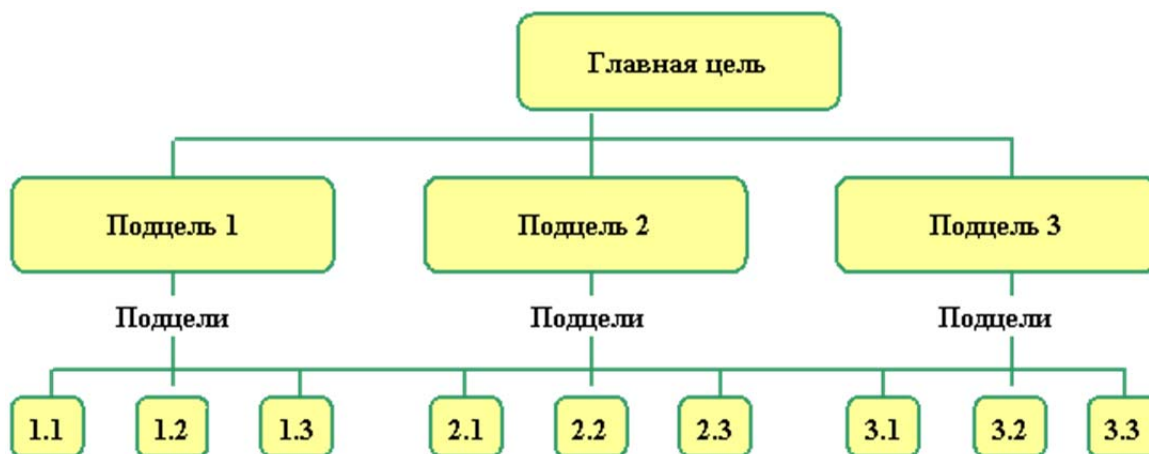 Главная цель
Подцель 1
Подцель 2
Подцель 3
Подцели
Подцели
Подцели
1.1
1.2
1.3
2.1
2.2
2.3
3.1
3.2
3.3